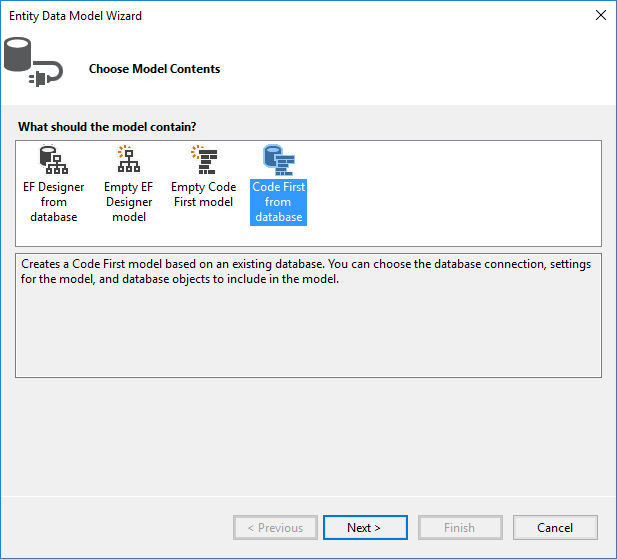 Entity Data Model Wizard
Choose Model Contents
What should the model contain?
EF Designer
from
database
Empty EF
Designer
model
Empty Code
First model
Code First
from
database
Creates a Code First model based on an existing database. You can choose the database connection, settings
for the model, and database objects to include in the model.
< Previous
Next >
Finish
Cancel